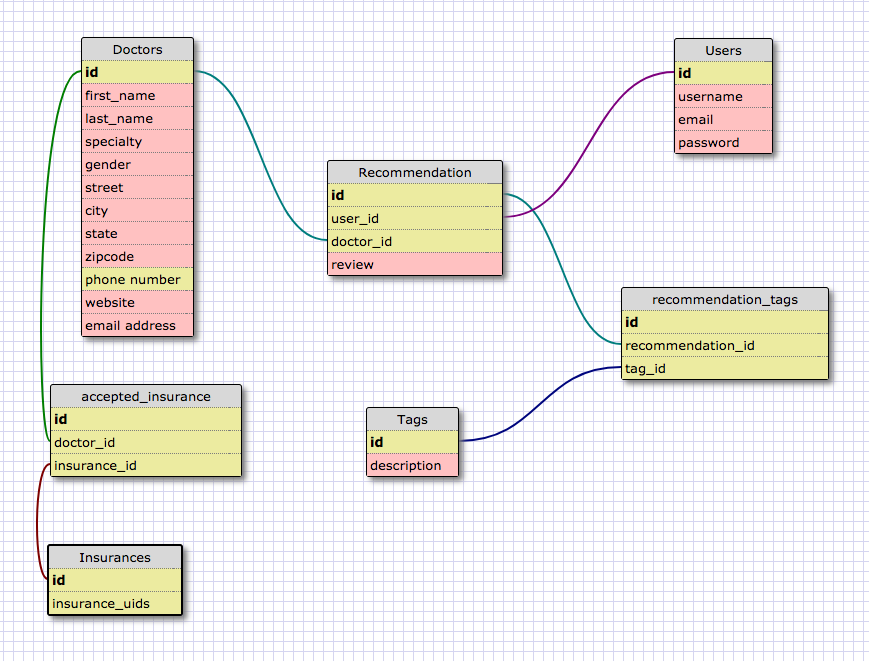 Doctors
id
first_name
last_name
specialty
gender
street
city
state
zipcode
phone number
website
email address
Users
id
username
email
password
Recommendation
id
user_id
doctor_id
review
recommendation_tags
id
recommendation_id
tag_id
accepted_insurance
id
doctor_id
insurance_id
Tags
id
description
Insurances
id
insurance_uids